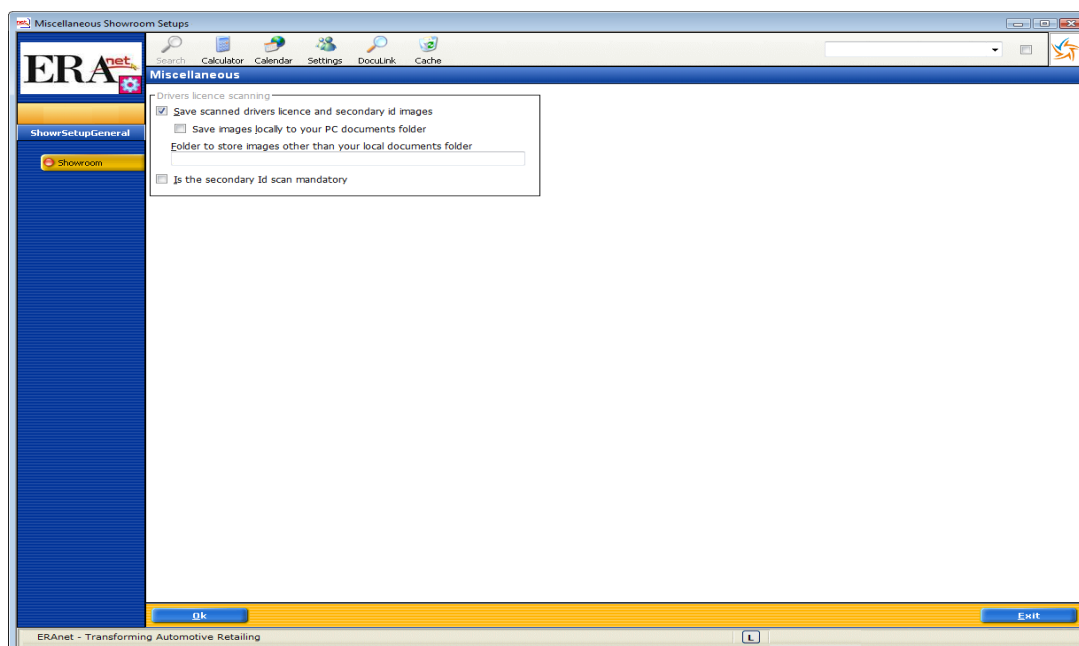 Miscellaneous Showroom Setups
ERAnet
Search Calculator Calendar Settings DocuLink Cache
Miscellaneous
Drivers licence scanning
Save scanned drivers licence and secondary id images
Save images locally to your PC documents folder
ShowrSetupGeneral
Folder to store images other than your local documents folder
Showroom
Is the secondary Id scan mandatory
Ok
Exit
ERAnet - Transforming Automotive Retailing
L